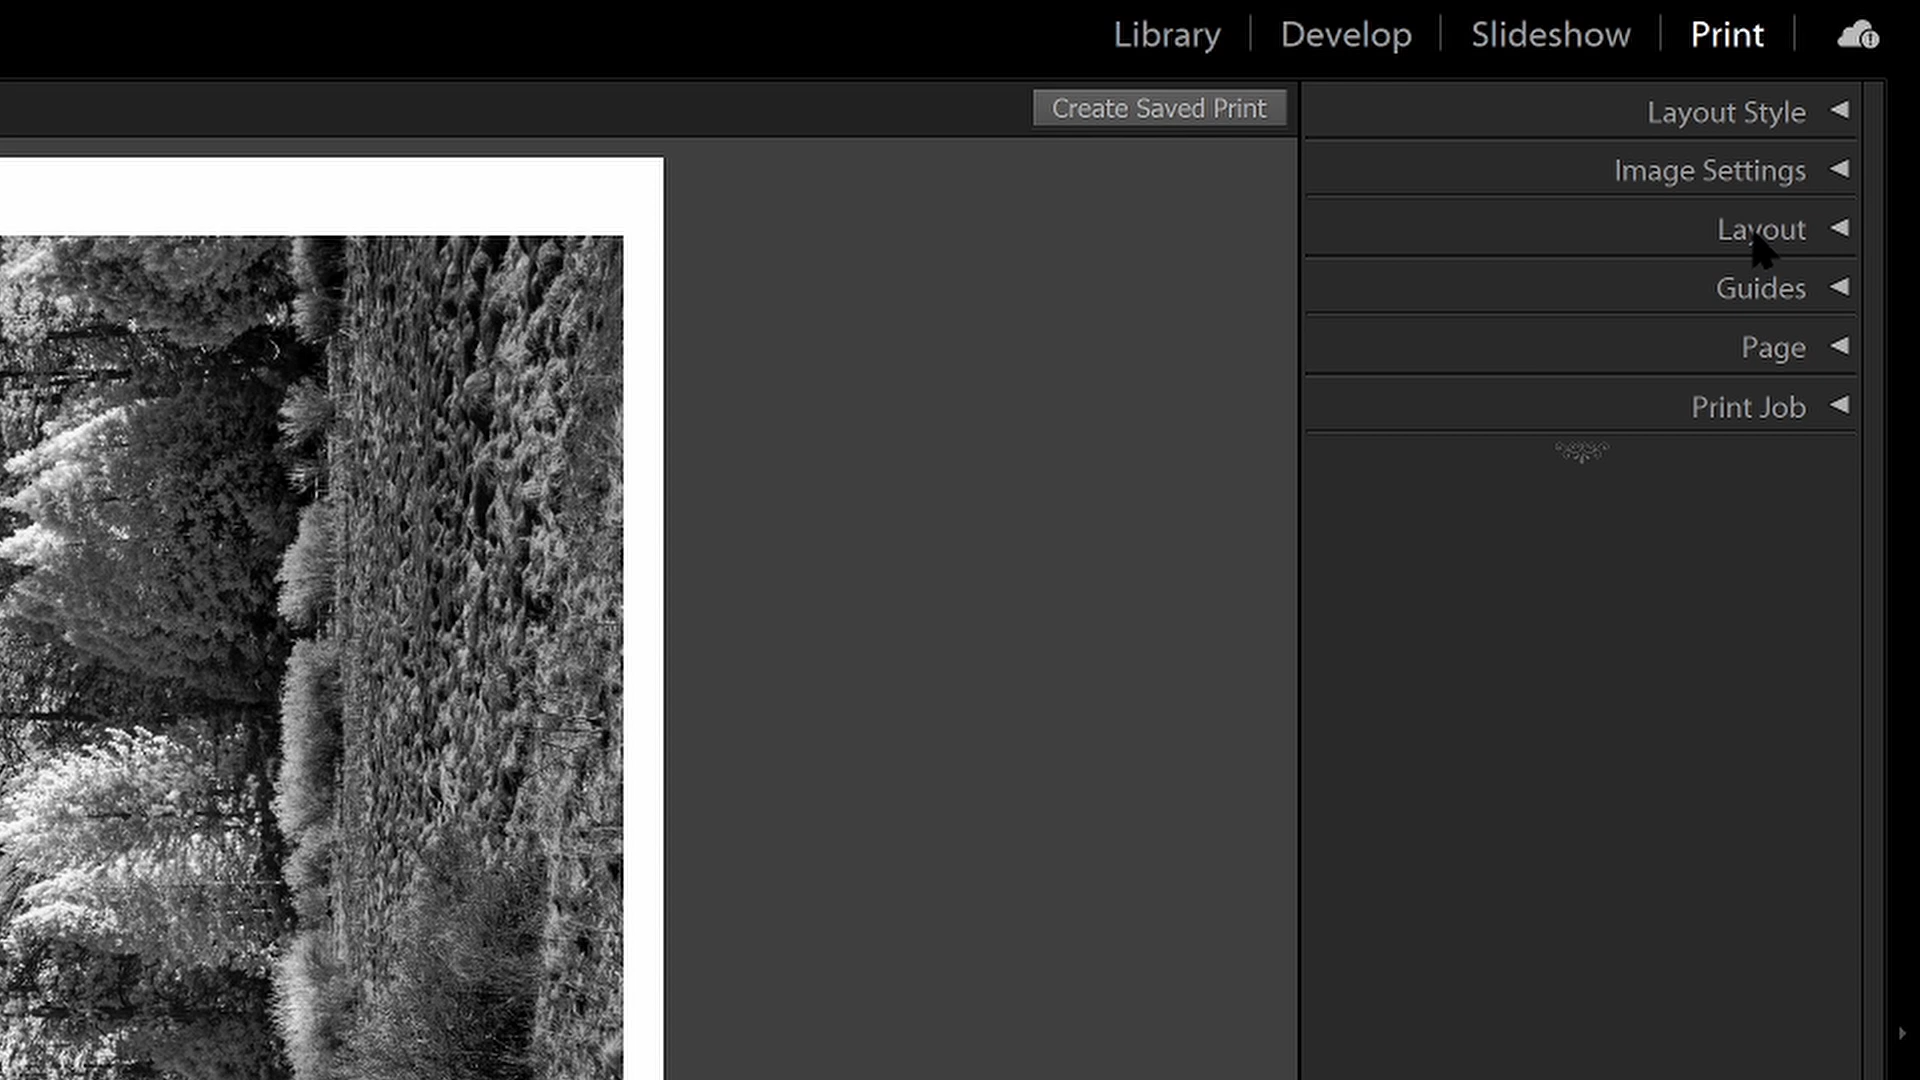 Library | Develop | Slideshow | Print |
Create Saved Print
Layout Style
Image Settings
Layout
Guides
Page
Print Job